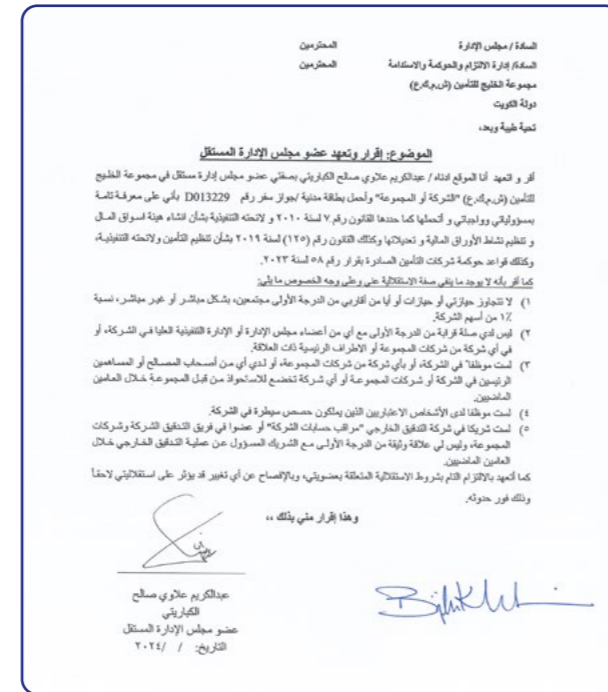 السادة / مجلس الإدارة المحترمين
السادة/ إدارة الالتزام والحوكمة والاستدامة المحترمين
مجموعة الخليج للتأمين (ش.م.ك.ع)
دولة الكويت
تحية طيبة وبعد،
الموضوع: إقرار وتعهد عضو مجلس الإدارة المستقل
أقر و اتعهد أنا الموقع ادناه / عبدالكريم علاوي صالح الكباريتي بصفتي عضو مجلس إدارة مستقل في مجموعة الخليج
للتأمين (ش.م.ك.ع) "الشركة أو المجموعة" وأحمل بطاقة مدنية /جواز سفر رقم D013229 بأني على معرفة تامة
بمسؤولياتي وواجباتي و أتحملها كما حددها القانون رقم ٧ لسنة ٢٠١٠ و لائحته التنفيذية بشأن انشاء هيئة اسواق المال
و تنظيم نشاط الأوراق المالية و تعديلاتها وكذلك القانون رقم (١٢٥) لسنة ٢٠١٩ بشأن تنظيم التأمين ولائحته التنفيذية،
وكذلك قواعد حوكمة شركات التأمين الصادرة بقرار رقم ٥٨ لسنة ٢٠٢٣.
كما أقر بأنه لا يوجد ما ينفي صفة الاستقلالية علي وعلى وجه الخصوص ما يلي:
١) لا تتجاوز حيازتي أو حيازات أو أيا من أقاربي من الدرجة الأولى مجتمعين، بشكل مباشر أو غير مباشر، نسبة
١٪ من أسهم الشركة.
٢) ليس لدي صلة قرابة من الدرجة الأولى مع أي من أعضاء مجلس الإدارة أو الإدارة التنفيذية العليا في الشركة، أو
في أي شركة من شركات المجموعة أو الاطراف الرئيسية ذات العلاقة.
٣) لست موظفا" في الشركة، أو بأي شركة من شركات المجموعة، أو لدي أي من أصحاب المصالح أو المساهمين
الرئيسين في الشركة أو شركات المجموعة أو أي شركة تخضع للاستحواذ من قبل المجموعة خلال العامين
الماضيين.
٤) لست موظفا لدى الأشخاص الاعتباريين الذين يملكون حصص سيطرة في الشركة.
٥) لست شريكا في شركة التدقيق الخارجي "مراقب حسابات الشركة" أو عضوا في فريق التدقيق الشركة وشركات
المجموعة، وليس لي علاقة وثيقة من الدرجة الأولى مع الشريك المسؤول عن عملية التدقيق الخارجي خلال
العامين الماضيين.
كما أتعهد بالالتزام التام بشروط الاستقلالية المتعلقة بعضويتي، وبالإفصاح عن أي تغيير قد يؤثر على استقلاليتي لاحقاً
وذلك فور حدوثه.
وهذا إقرار مني بذلك ،،
عبدالكريم علاوي صالح
الكباريتي
عضو مجلس الإدارة المستقل
التاريخ: / /٢٠٢٤